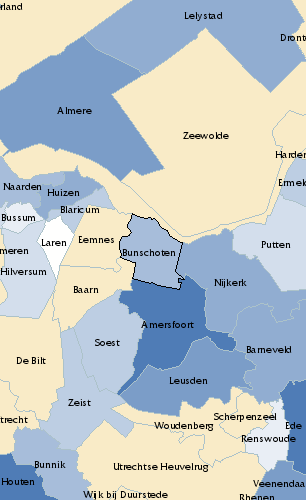 rland
Lelystad
Dront
Almere
Zeewolde
Harder
Ermel
Naarden
Huizen
Blaricum
Bussum
Laren
Eemnes
Putten
Bunschoten
meren
Hilversum
Nijkerk
Baarn
Amersfoort
Soest
Barneveld
De Bilt
Leusden
Zeist
Scherpenzeel
trecht
Woudenberg
Ede
Renswoude
Bunnik
Utrechtse Heuvelrug
Houten
Veenendaa
Wijk bij Duurstede
Rhenen